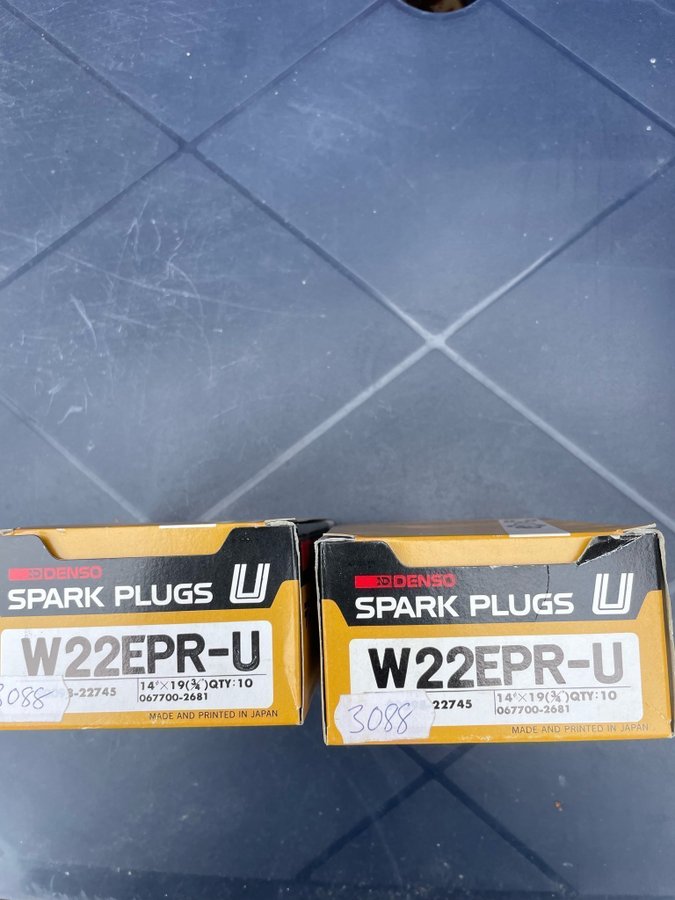 DENSO
SPARK PLUGS U
W22EPR-U
14ᵠ×19(¾″)QTY:10
3088-22745
067700-2681
MADE AND PRINTED IN JAPAN
DENSO
SPARK PLUGS U
W22EPR-U
14ᵠ×19(¾″)QTY:10
3088
22745
067700-2681
MADE AND PRINTED IN JAPAN